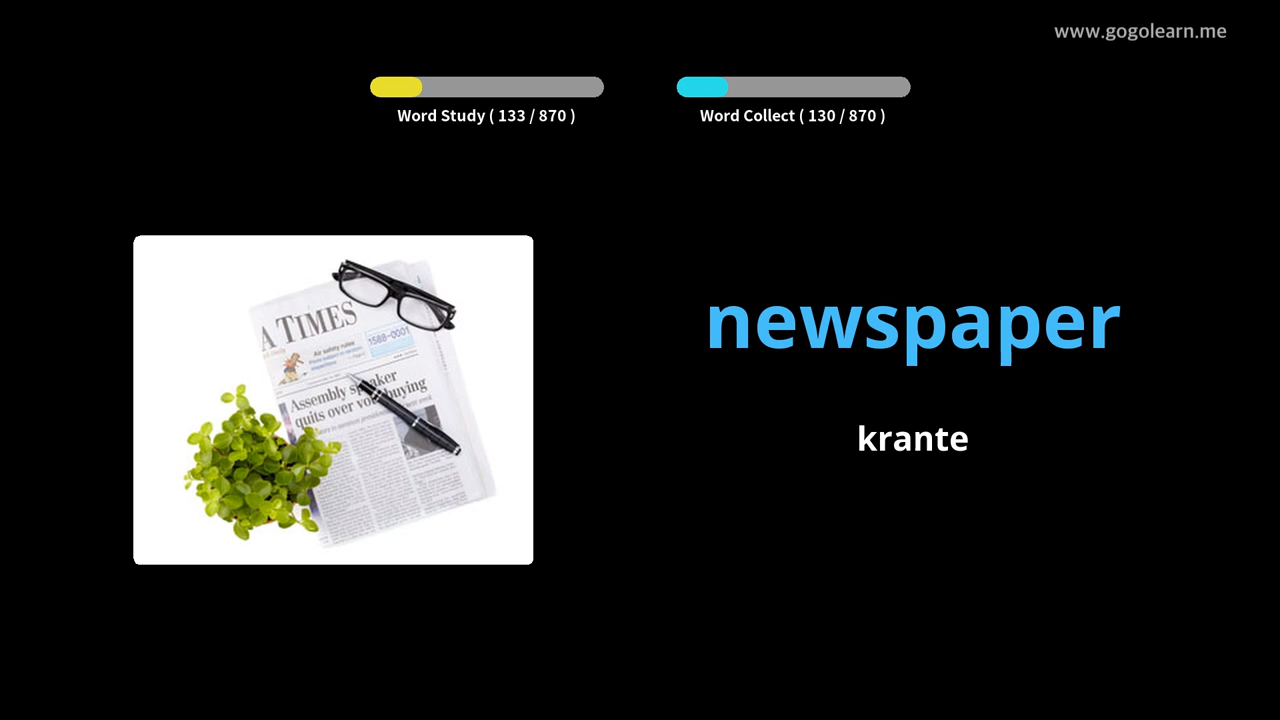 www.gogolearn.me
Word Study ( 133 / 870 )
Word Collect ( 130 / 870 )
A TIMES
Air safety rules
1588-0001
Assembly speaker
quits over vote buying
newspaper
krante